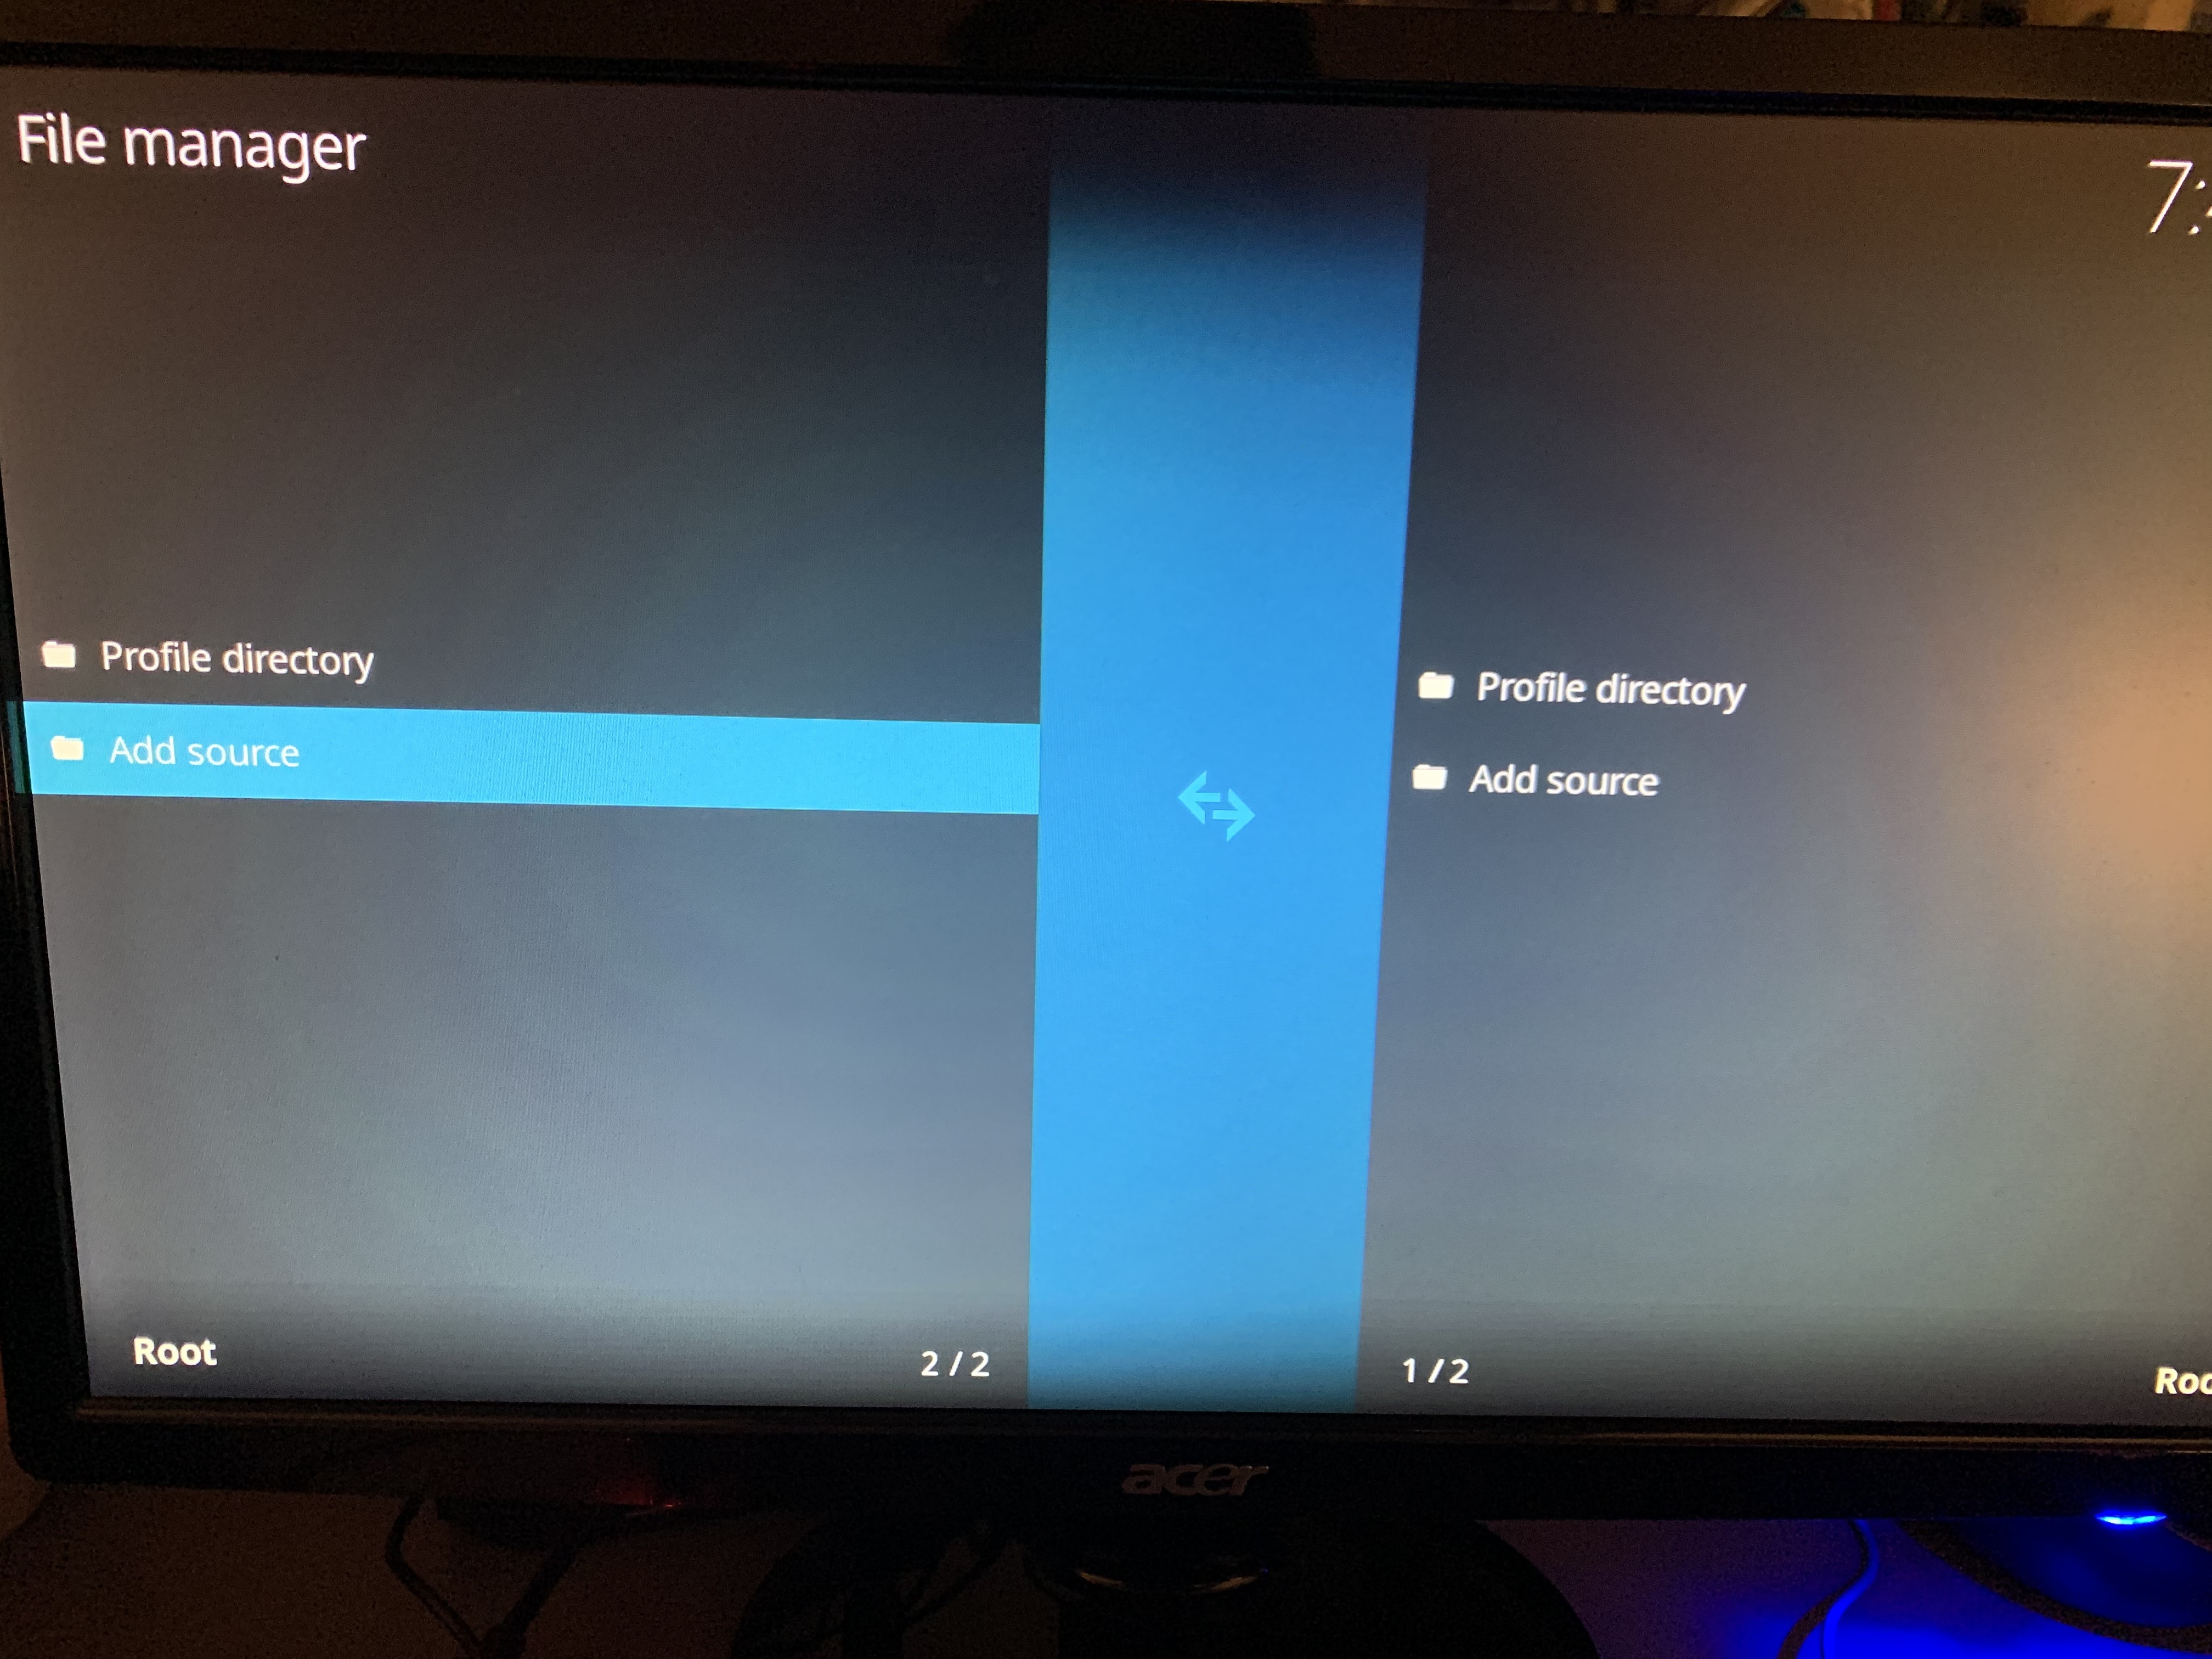 File manager
Profile directory
Add source
Root
2 / 2
Profile directory
Add source
1 / 2
acer